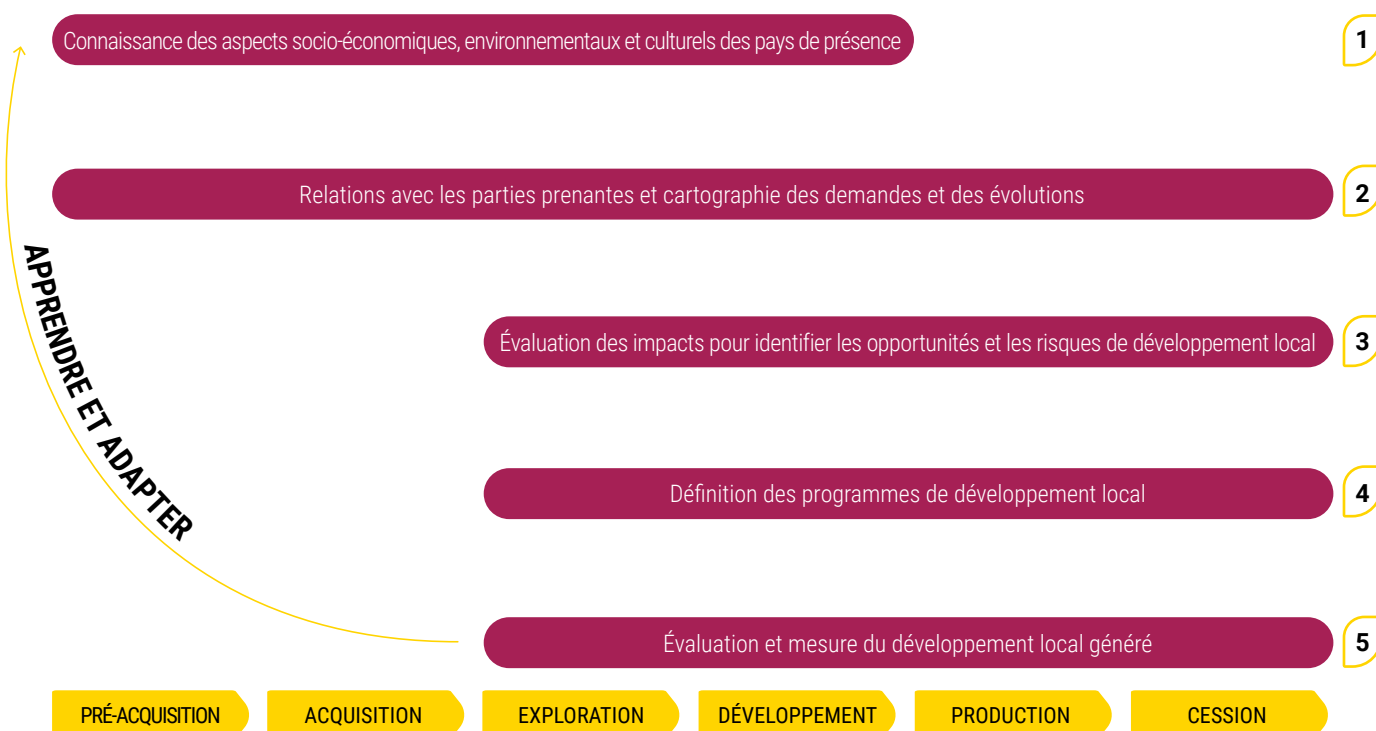 Connaissance des aspects socio-économiques, environnementaux et culturels des pays de présence
1
Relations avec les parties prenantes et cartographie des demandes et des évolutions
2
APPRENDRE ET ADAPTER
Évaluation des impacts pour identifier les opportunités et les risques de développement local
3
Définition des programmes de développement local
4
Évaluation et mesure du développement local généré
5
PRÉ-ACQUISITION
ACQUISITION
EXPLORATION
DÉVELOPPEMENT
PRODUCTION
CESSION